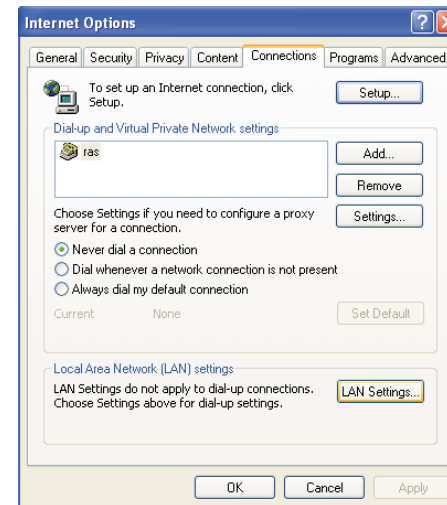 Internet Options
General Security Privacy Content Connections Programs Advanced
To set up an Internet connection, click
Setup.
Setup...
Dial-up and Virtual Private Network settings
ras
Add...
Remove
Choose Settings if you need to configure a proxy
server for a connection.
Settings...
Never dial a connection
Dial whenever a network connection is not present
Always dial my default connection
Current None
Set Default
Local Area Network (LAN) settings
LAN Settings do not apply to dial-up connections.
Choose Settings above for dial-up settings.
LAN Settings...
OK Cancel Apply